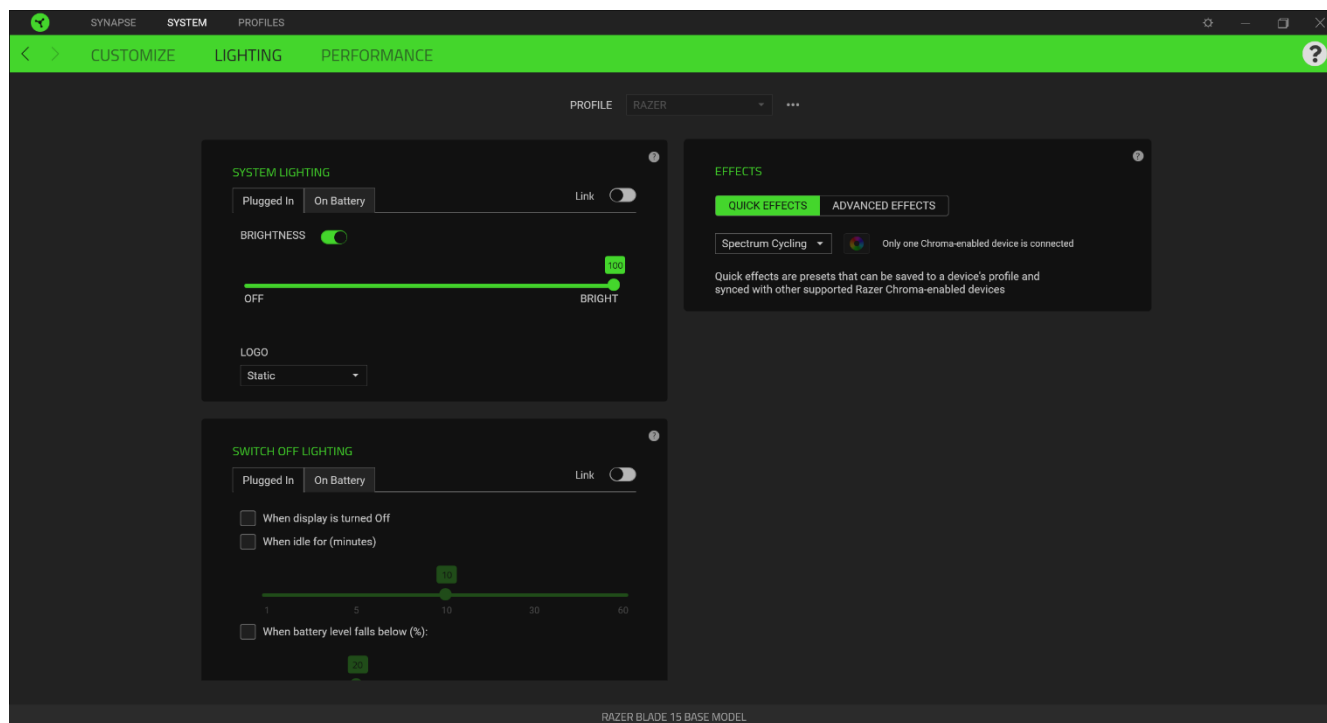 SYNAPSE SYSTEM PROFILES
CUSTOMIZE LIGHTING PERFORMANCE
?
PROFILE RAZER
?
SYSTEM LIGHTING
Plugged In On Battery Link
BRIGHTNESS
100
OFF BRIGHT
LOGO
Static
?
EFFECTS
QUICK EFFECTS ADVANCED EFFECTS
Spectrum Cycling Only one Chroma-enabled device is connected
Quick effects are presets that can be saved to a device's profile and
synced with other supported Razer Chroma-enabled devices
?
SWITCH OFF LIGHTING
Plugged In On Battery Link
When display is turned Off
When idle for (minutes)
10
1 5 10 30 60
When battery level falls below (%):
20
RAZER BLADE 15 BASE MODEL